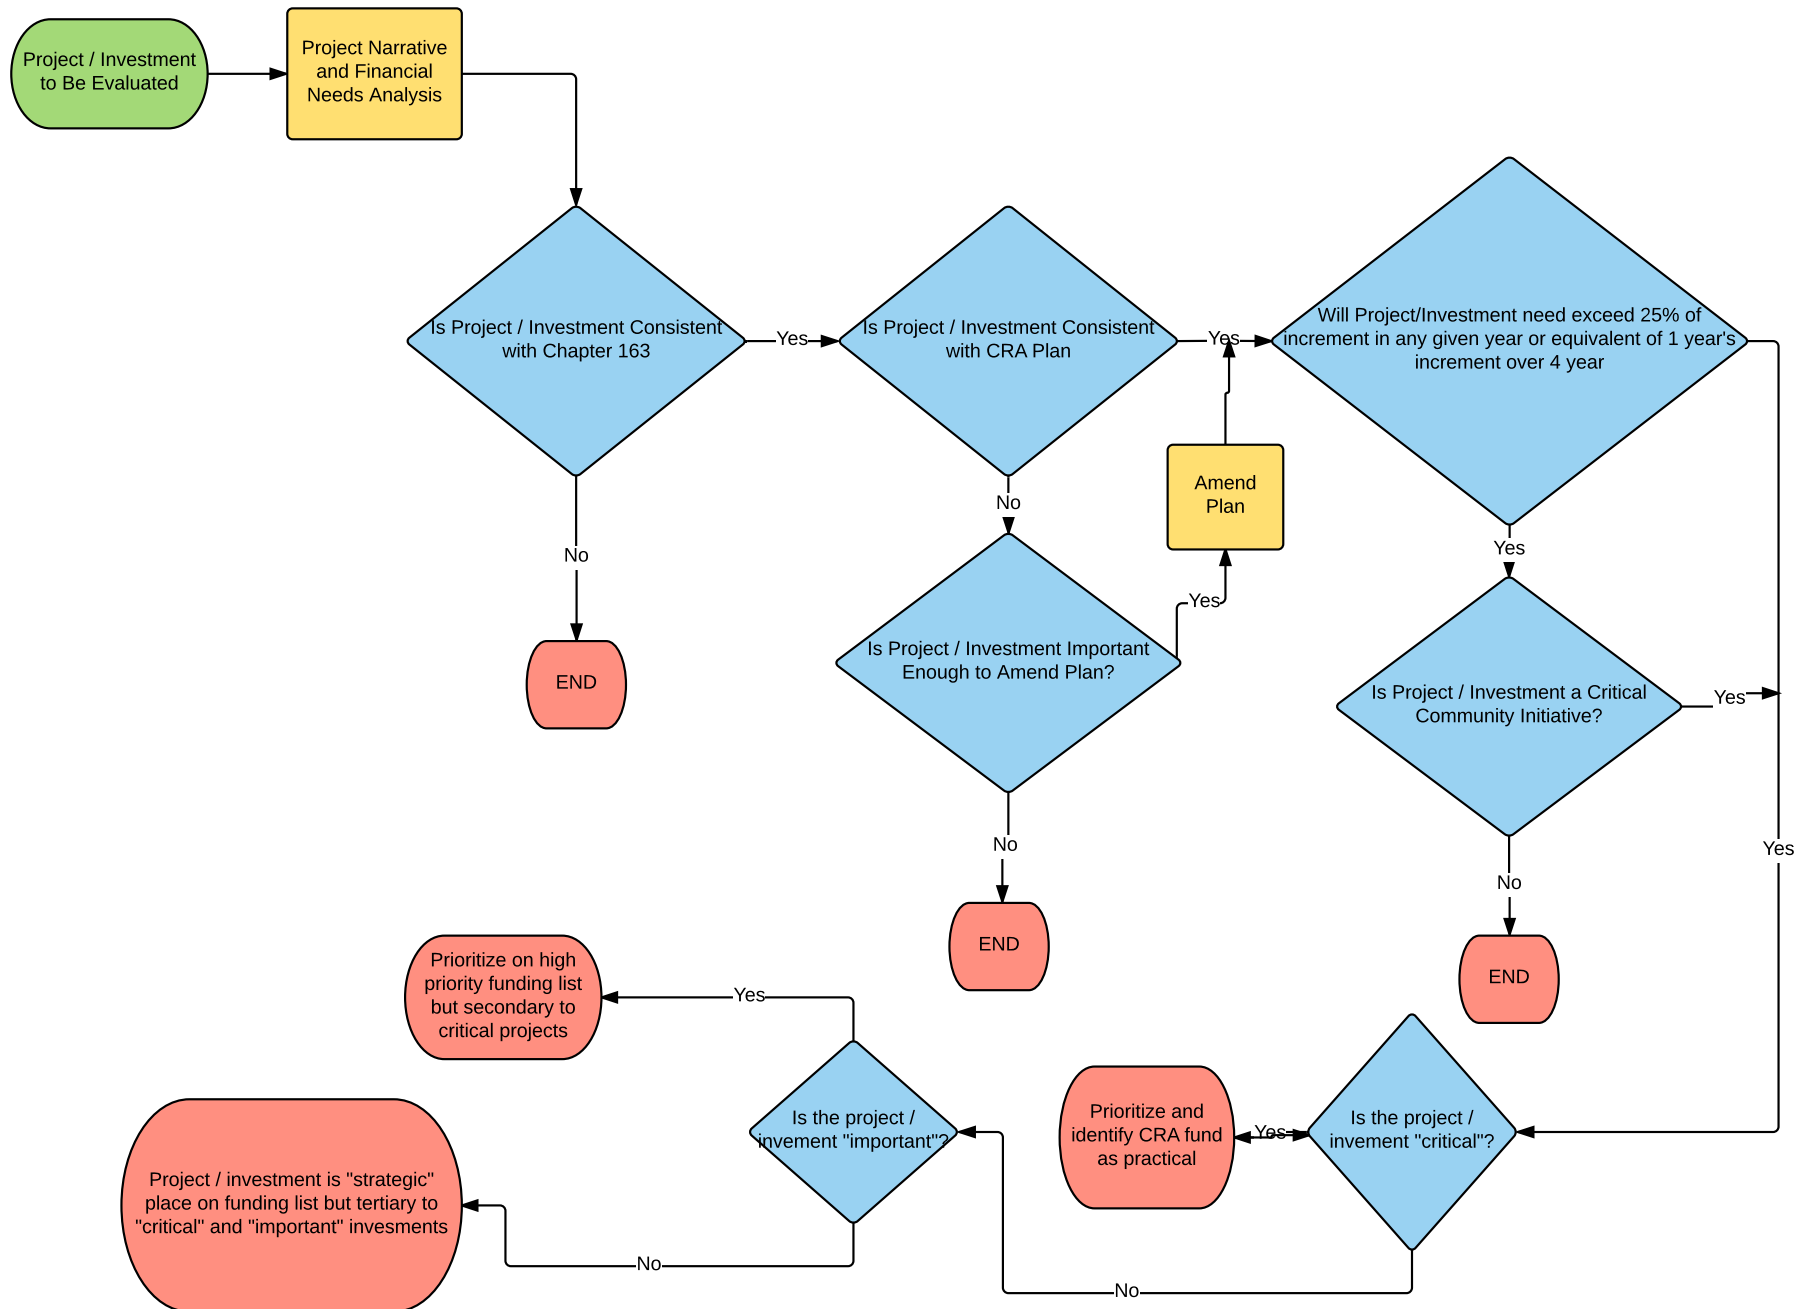 Project / Investment
to Be Evaluated
Project Narrative
and Financial
Needs Analysis
Is Project / Investment Consistent
with Chapter 163
Yes
Is Project / Investment Consistent
with CRA Plan
Yes
Will Project/Investment need exceed 25% of
increment in any given year or equivalent of 1 year's
increment over 4 year
No
END
No
Amend
Plan
Yes
Is Project / Investment Important
Enough to Amend Plan?
Yes
Is Project / Investment a Critical
Community Initiative?
Yes
Yes
No
END
No
END
Is the project /
invement "critical"?
Yes
Prioritize and
identify CRA fund
as practical
No
Is the project /
invement "important"?
Yes
Prioritize on high
priority funding list
but secondary to
critical projects
No
Project / investment is "strategic"
place on funding list but tertiary to
"critical" and "important" invesments